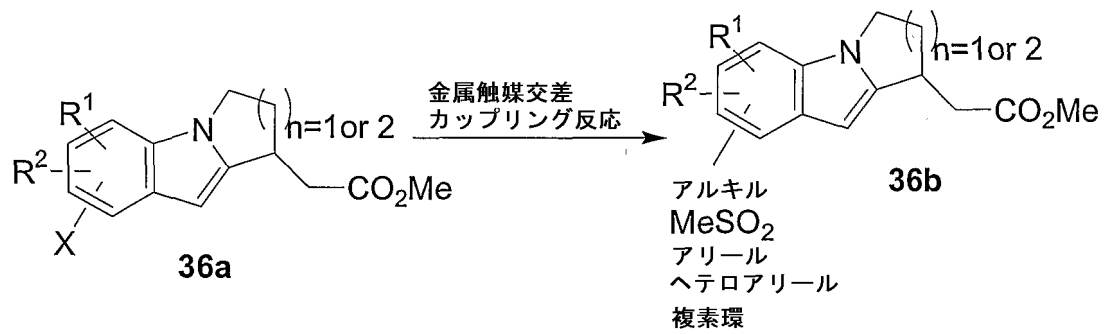 R¹
R²
X
N
n=1or 2
CO₂Me
36a
金属触媒交差
カップリング反応
R¹
R²
N
n=1or 2
CO₂Me
36b
アルキル
MeSO₂
アリール
ヘテロアリール
複素環